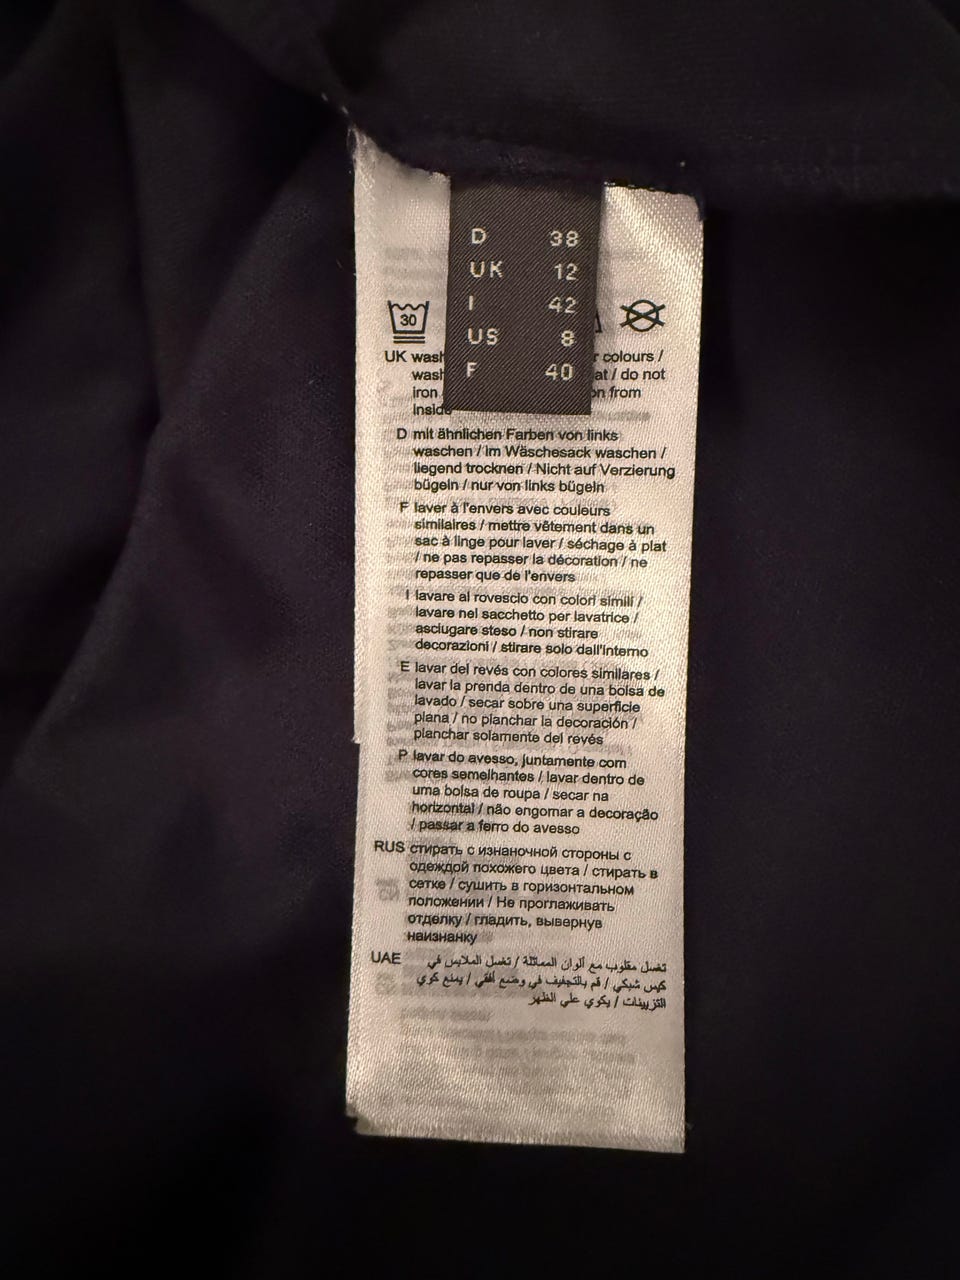 D 38
UK 12
I 42
US 8
F 40
30
UK wash r colours /
wash at / do not
iron on from
inside
D mit ähnlichen Farben von links
waschen / im Wäschesack waschen /
liegend trocknen / Nicht auf Verzierung
bügeln / nur von links bügeln
F laver à l'envers avec couleurs
similaires / mettre vêtement dans un
sac à linge pour laver / séchage à plat
/ ne pas repasser la décoration / ne
repasser que de l'envers
I lavare al rovescio con colori simili /
lavare nel sacchetto per lavatrice /
asciugare steso / non stirare
decorazioni / stirare solo dall'interno
E lavar del revés con colores similares /
lavar la prenda dentro de una bolsa de
lavado / secar sobre una superficie
plana / no planchar la decoración /
planchar solamente del revés
P lavar do avesso, juntamente com
cores semelhantes / lavar dentro de
uma bolsa de roupa / secar na
horizontal / não engomar a decoração
/ passar a ferro do avesso
RUS стирать с изнаночной стороны с
одеждой похожего цвета / стирать в
сетке / сушить в горизонтальном
положении / Не проглаживать
отделку / гладить, вывернув
наизнанку
UAE تغسل مقلوب مع ألوان المماثلة / تغسل الملابس في
كيس شبكي / قم بالتجفيف في وضع أفقي / يمنع كوي
التزيينات / يكوي علي الظهر